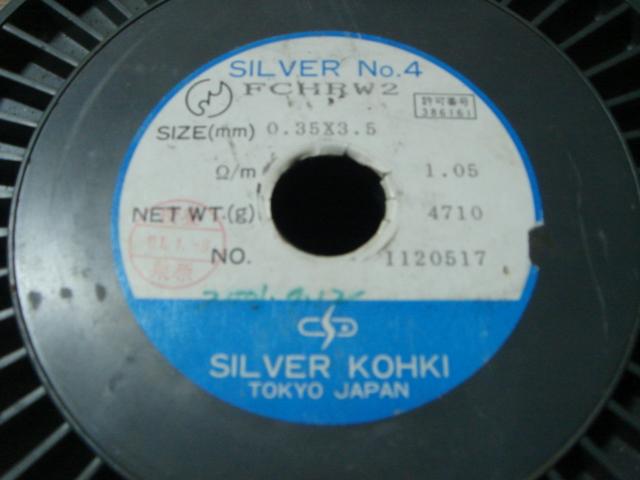 SILVER No.4
FCHRW2
許可番号
386161
SIZE(mm) 0.35X3.5
Ω/m 1.05
NET WT.(g) 4710
NO. 1120517
SILVER KOHKI
TOKYO JAPAN